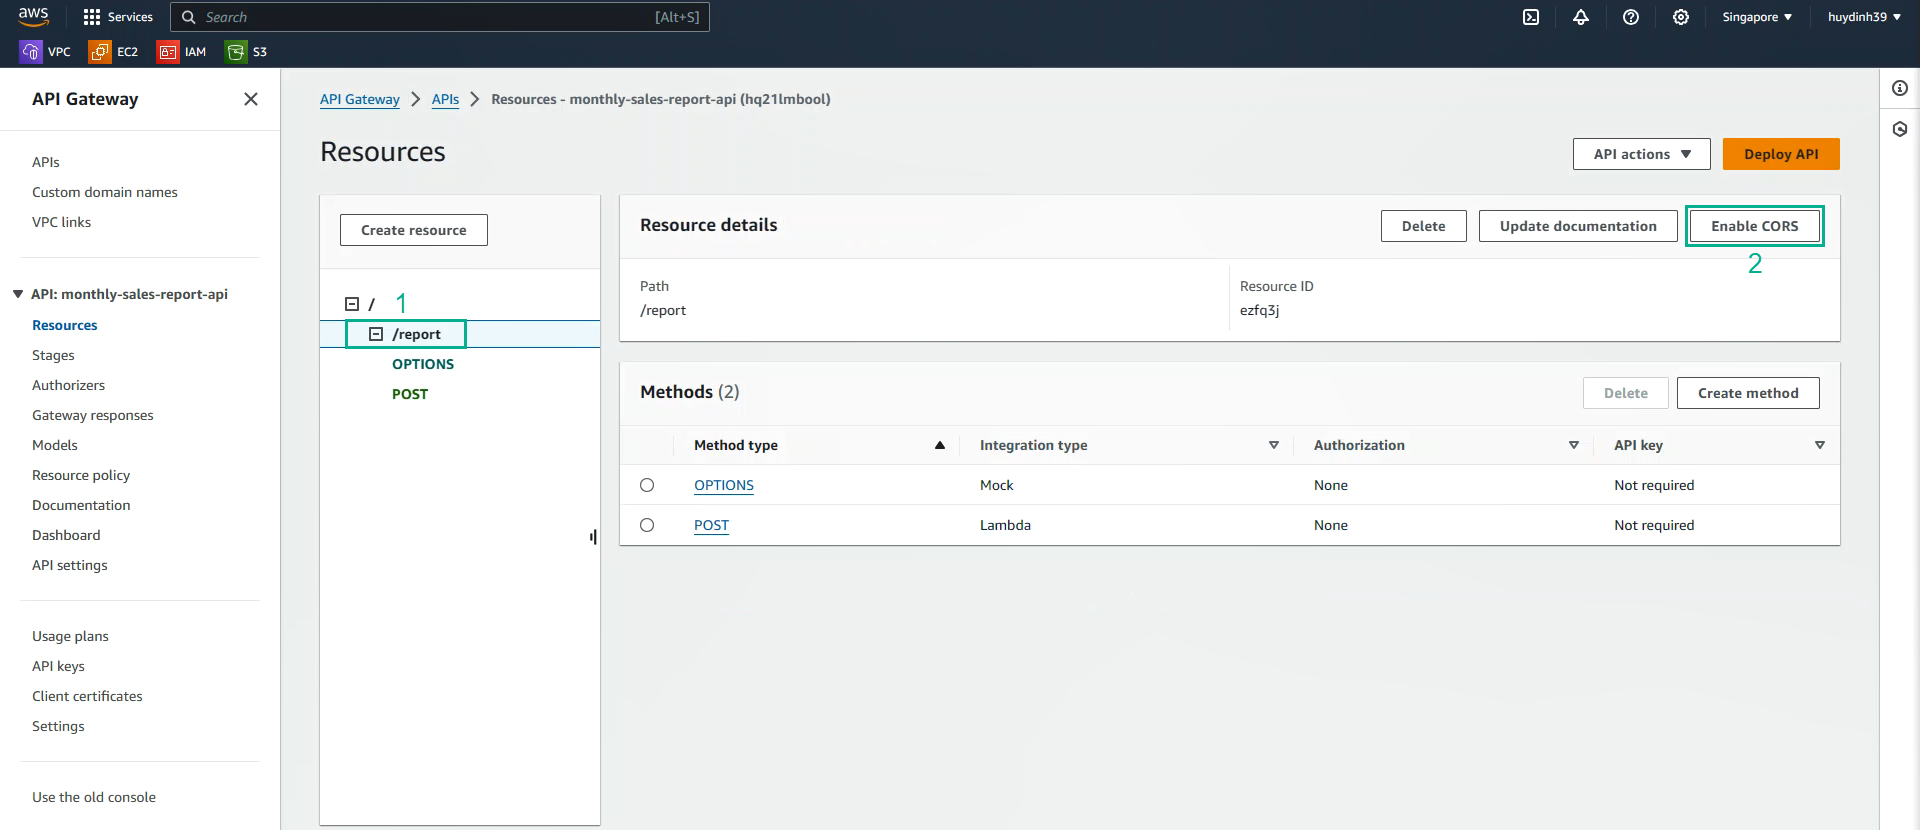 aws Services Search [Alt+S] Singapore huydinh39
VPC EC2 IAM S3
API Gateway
APIs
Custom domain names
VPC links
API: monthly-sales-report-api
Resources
Stages
Authorizers
Gateway responses
Models
Resource policy
Documentation
Dashboard
API settings
Usage plans
API keys
Client certificates
Settings
Use the old console
API Gateway APIs Resources - monthly-sales-report-api (hq21lmbool)
Resources
API actions Deploy API
Create resource
/ 1
/report
OPTIONS
POST
Resource details
Delete Update documentation Enable CORS
2
Path
/report
Resource ID
ezfq3j
Methods (2)
Delete Create method
Method type Integration type Authorization API key
OPTIONS Mock None Not required
POST Lambda None Not required